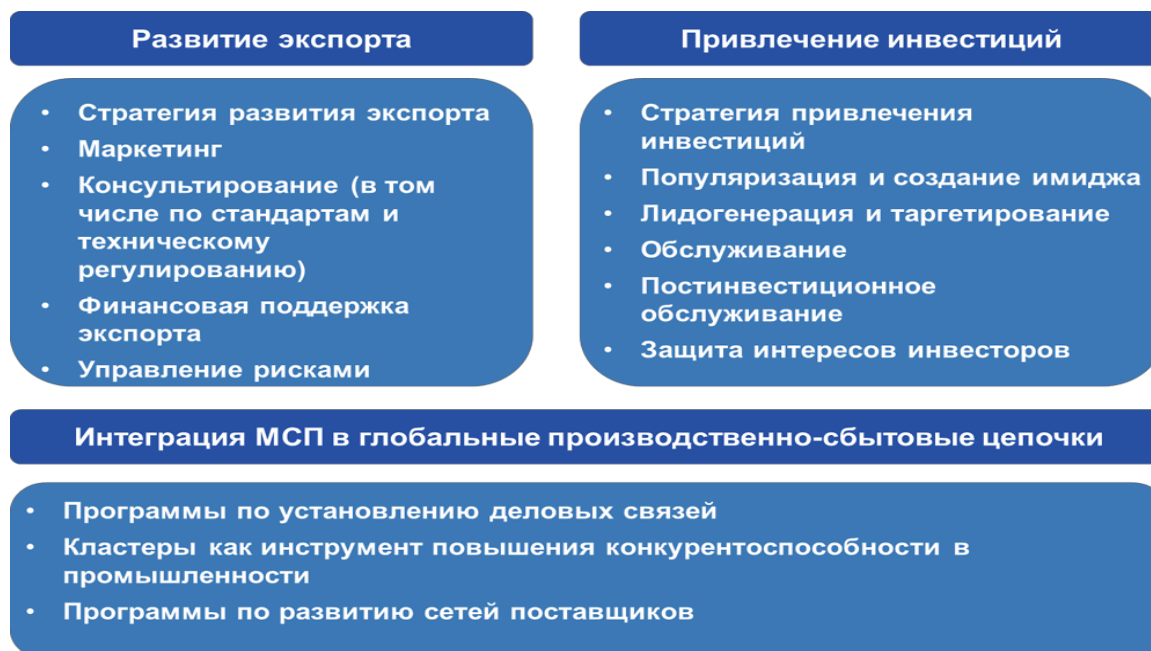 Развитие экспорта
• Стратегия развития экспорта
• Маркетинг
• Консультирование (в том
числе по стандартам и
техническому
регулированию)
• Финансовая поддержка
экспорта
• Управление рисками
Привлечение инвестиций
• Стратегия привлечения
инвестиций
• Популяризация и создание имиджа
• Лидогенерация и таргетирование
• Обслуживание
• Постинвестиционное
обслуживание
• Защита интересов инвесторов
Интеграция МСП в глобальные производственно-сбытовые цепочки
• Программы по установлению деловых связей
• Кластеры как инструмент повышения конкурентоспособности в
промышленности
• Программы по развитию сетей поставщиков